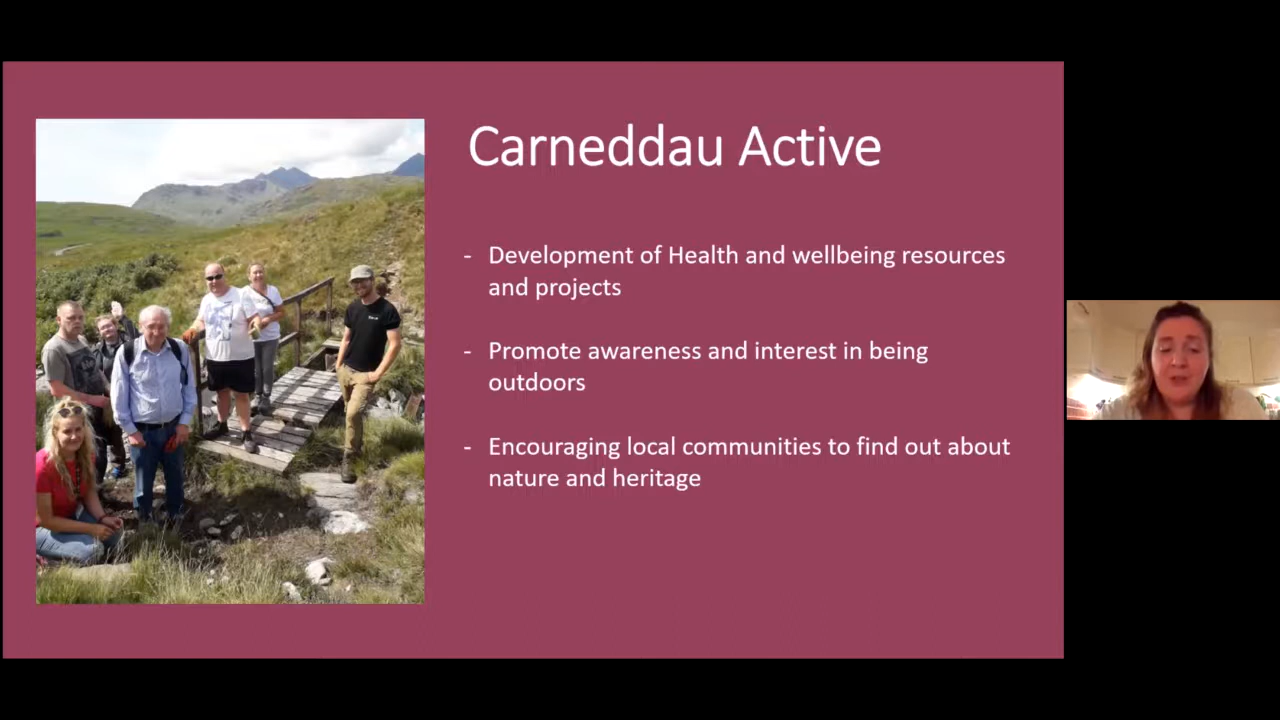 Carneddau Active
- Development of Health and wellbeing resources
and projects
- Promote awareness and interest in being
outdoors
- Encouraging local communities to find out about
nature and heritage